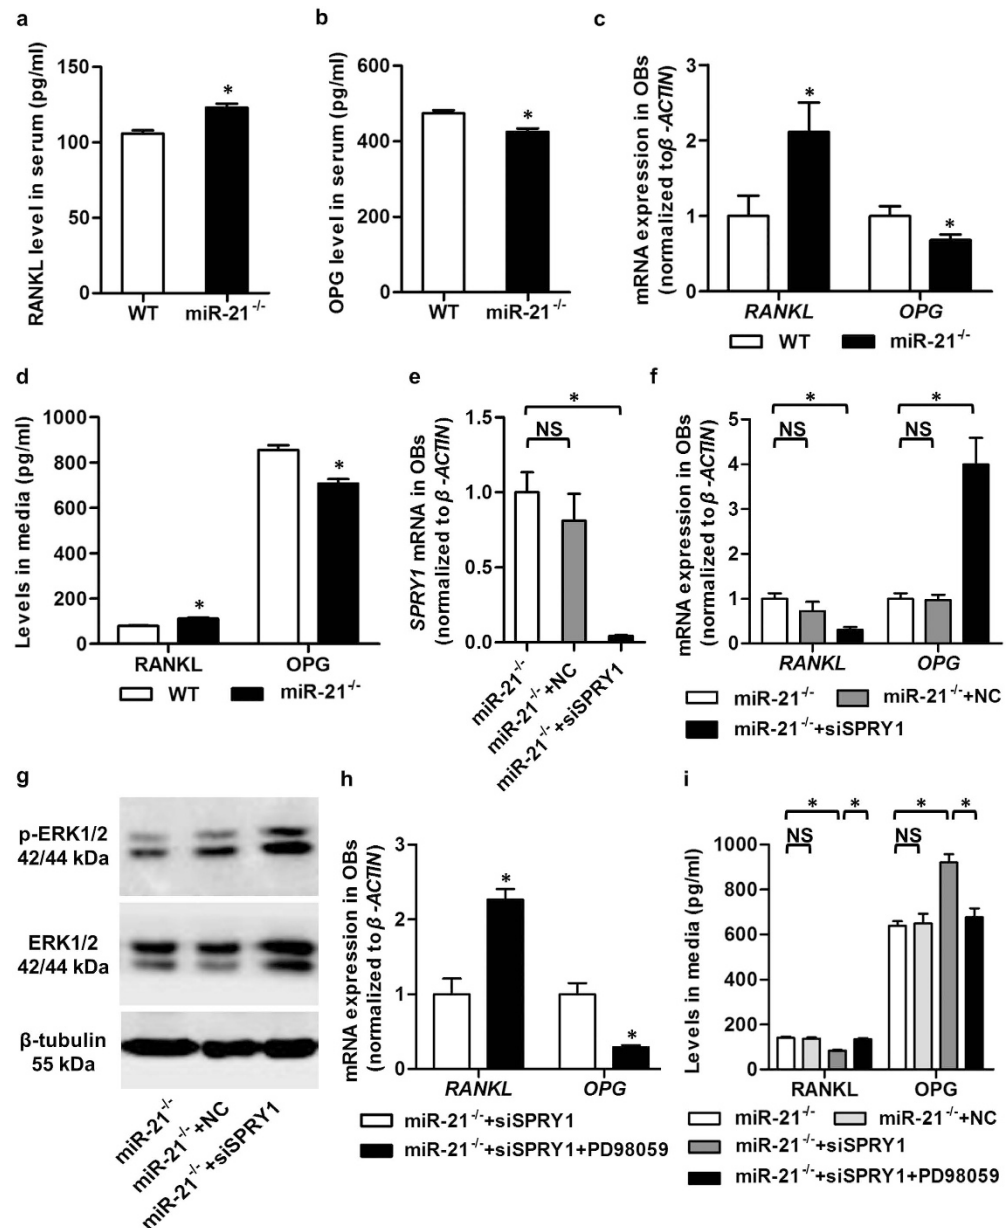 a
RANKL level in serum (pg/ml)
150
100
50
0
*
WT
miR-21-/-
b
OPG level in serum (pg/ml)
600
400
200
0
*
WT
miR-21-/-
c
mRNA expression in OBs
(normalized to β-ACTIN)
3
2
1
0
*
*
RANKL
OPG
WT
miR-21-/-
d
Levels in media (pg/ml)
1000
800
600
400
200
0
*
*
RANKL
OPG
WT
miR-21-/-
e
SPRY1 mRNA in OBs
(normalized to β-ACTIN)
1.5
1.0
0.5
0.0
*
NS
miR-21-/-
miR-21-/-+NC
miR-21-/-+siSPRY1
f
mRNA expression in OBs
(normalized to β-ACTIN)
5
4
3
2
1
0
*
NS
*
NS
RANKL
OPG
miR-21-/-
miR-21-/-+NC
miR-21-/-+siSPRY1
g
p-ERK1/2
42/44 kDa
ERK1/2
42/44 kDa
β-tubulin
55 kDa
miR-21-/-
miR-21-/-+NC
miR-21-/-+siSPRY1
h
mRNA expression in OBs
(normalized to β-ACTIN)
3
2
1
0
*
*
RANKL
OPG
miR-21-/-+siSPRY1
miR-21-/-+siSPRY1+PD98059
i
Levels in media (pg/ml)
1000
800
600
400
200
0
* *
NS
* *
NS
RANKL
OPG
miR-21-/-
miR-21-/-+NC
miR-21-/-+siSPRY1
miR-21-/-+siSPRY1+PD98059